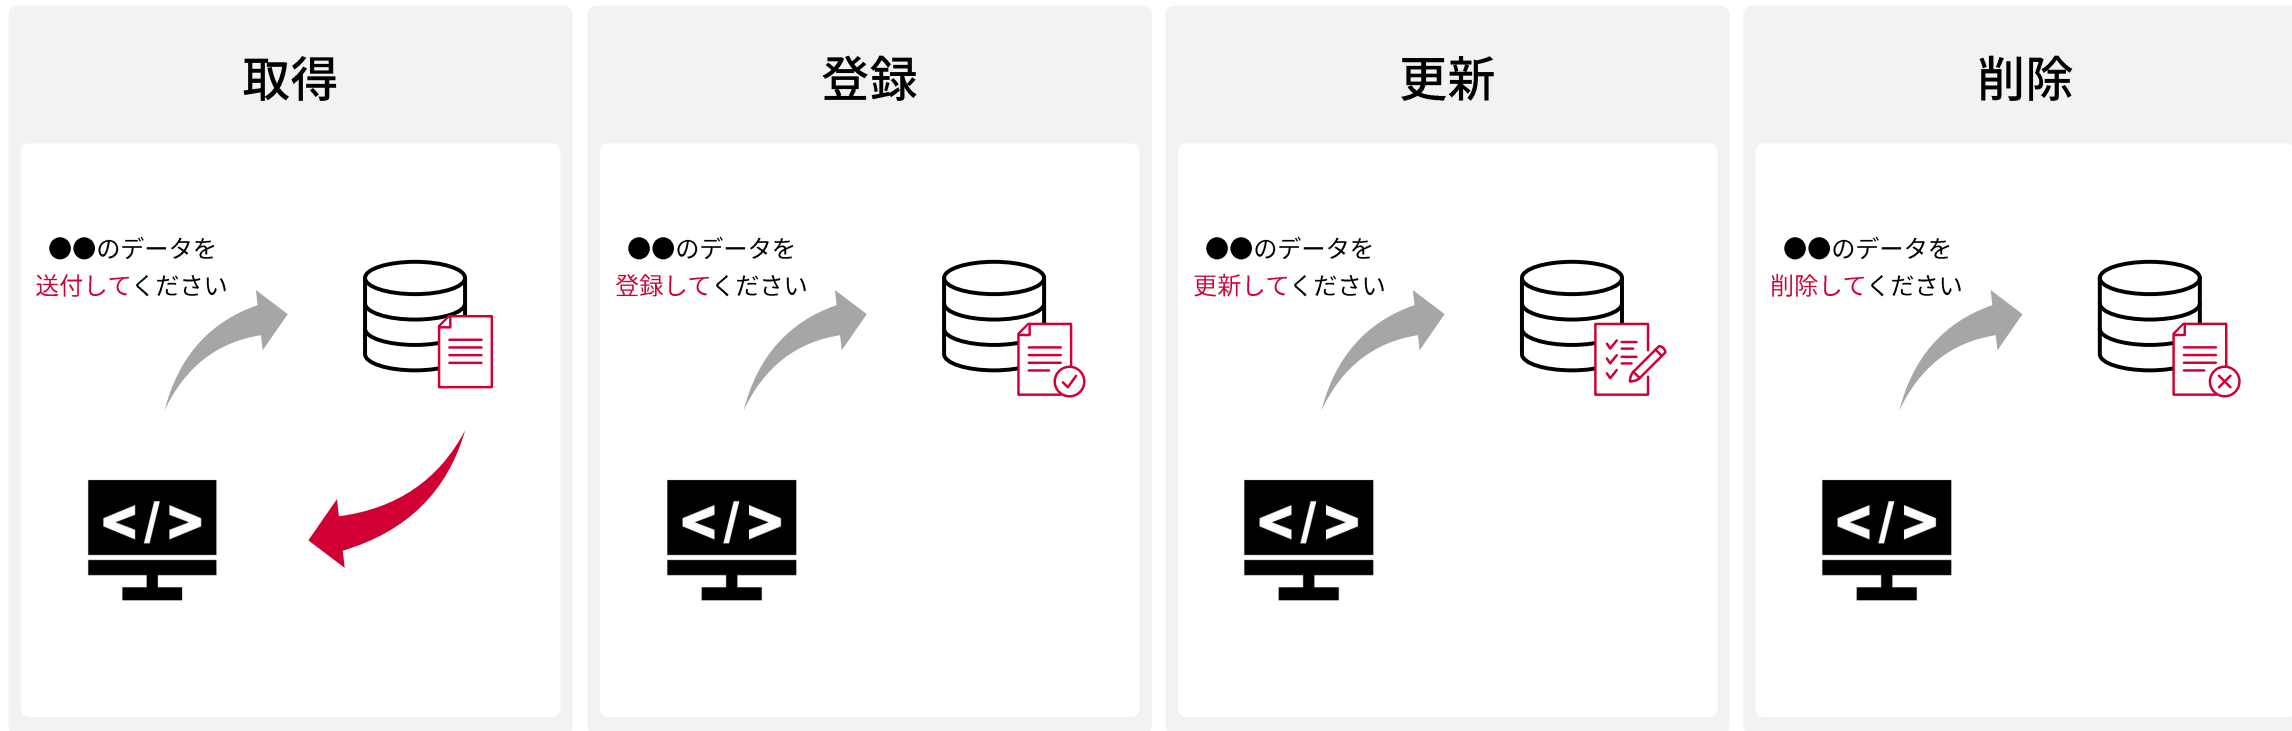 取得
●●のデータを
送付してください
</>
登録
●●のデータを
登録してください
</>
更新
●●のデータを
更新してください
</>
削除
●●のデータを
削除してください
</>